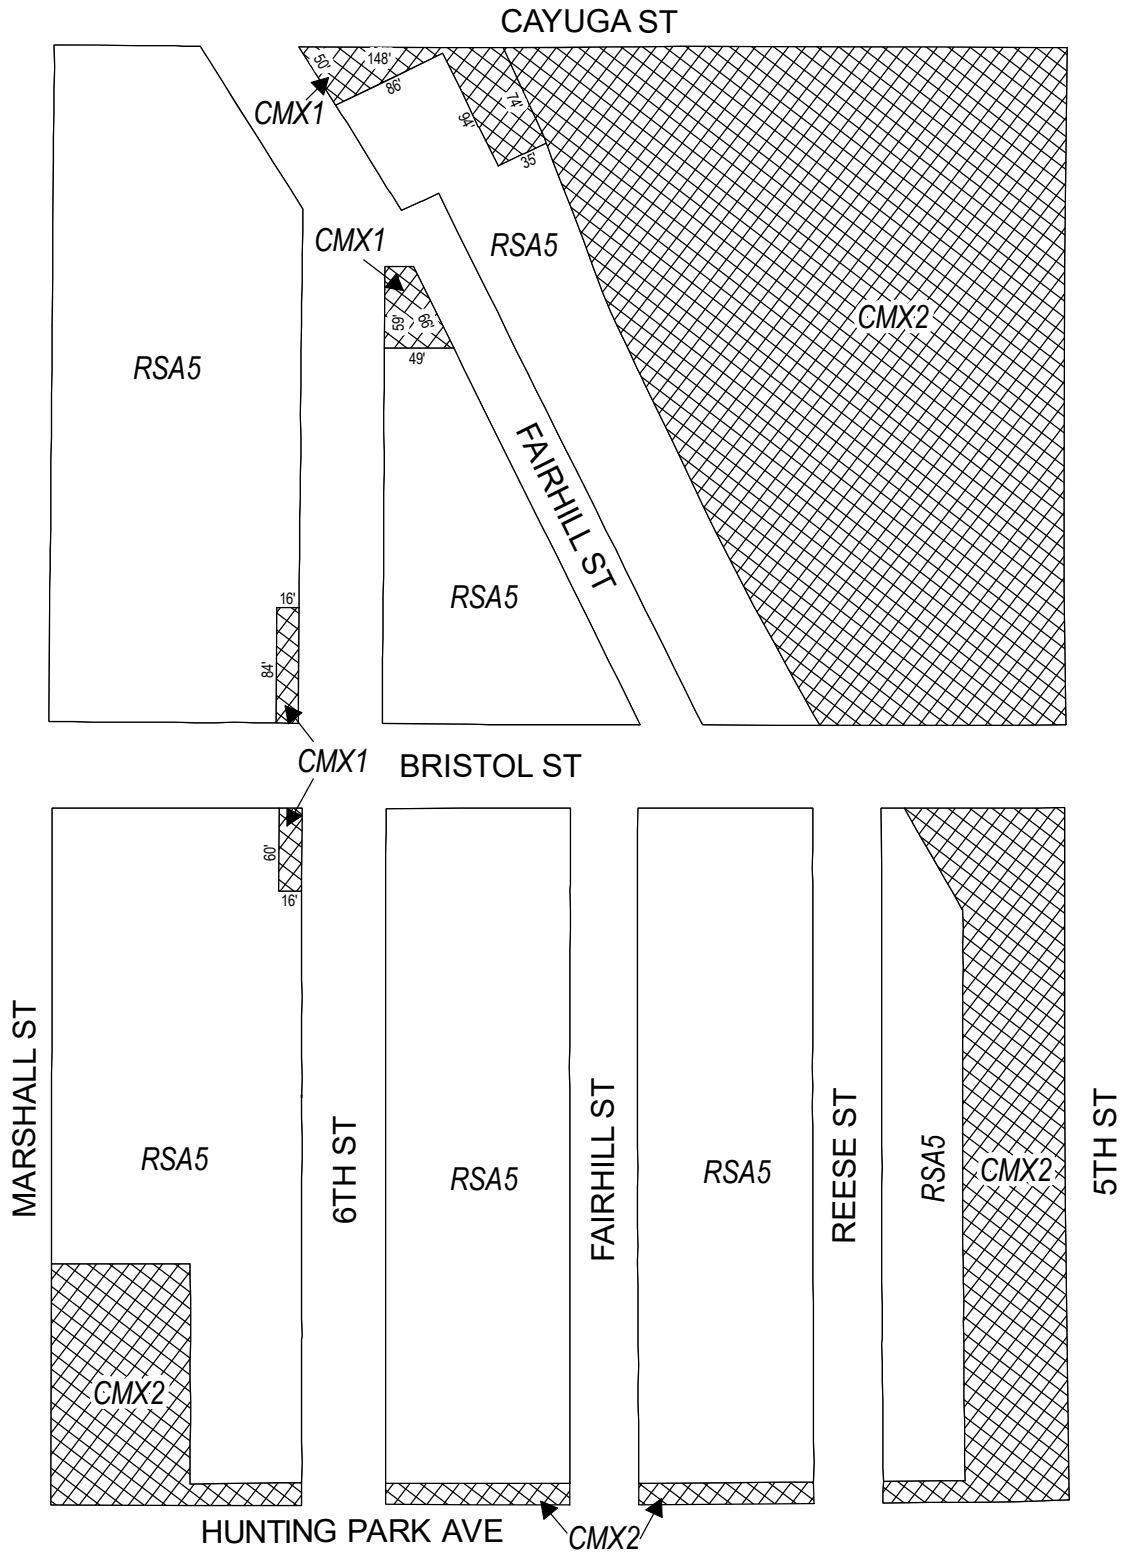 CAYUGA ST
50'
148'
86'
CMX1
94'
74'
35'
CMX1
RSA5
59'
66'
49'
CMX2
RSA5
FAIRHILL ST
RSA5
16'
84'
CMX1
BRISTOL ST
60'
16'
MARSHALL ST
RSA5
6TH ST
RSA5
FAIRHILL ST
RSA5
REESE ST
RSA5
CMX2
5TH ST
CMX2
HUNTING PARK AVE
CMX2